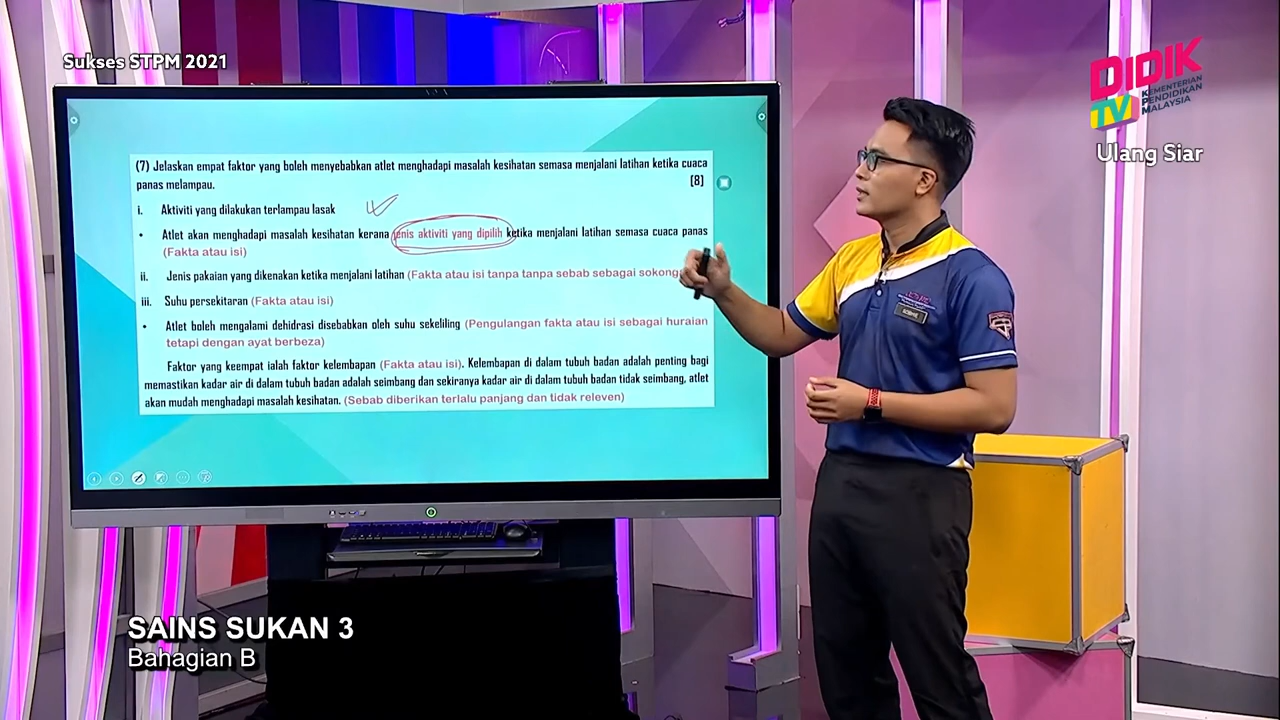 Sukses STPM 2021
DIDIK
TV
KEMENTERIAN
PENDIDIKAN
MALAYSIA
Ulang Siar
(7) Jelaskan empat faktor yang boleh menyebabkan atlet menghadapi masalah kesihatan semasa menjalani latihan ketika cuaca
panas melampau. [8]
i. Aktiviti yang dilakukan terlampau lasak
• Atlet akan menghadapi masalah kesihatan kerana jenis aktiviti yang dipilih ketika menjalani latihan semasa cuaca panas
(Fakta atau isi)
ii. Jenis pakaian yang dikenakan ketika menjalani latihan (Fakta atau isi tanpa tanpa sebab sebagai sokong
iii. Suhu persekitaran (Fakta atau isi)
• Atlet boleh mengalami dehidrasi disebabkan oleh suhu sekeliling (Pengulangan fakta atau isi sebagai huraian
tetapi dengan ayat berbeza)
Faktor yang keempat ialah faktor kelembapan (Fakta atau isi). Kelembapan di dalam tubuh badan adalah penting bagi
memastikan kadar air di dalam tubuh badan adalah seimbang dan sekiranya kadar air di dalam tubuh badan tidak seimbang, atlet
akan mudah menghadapi masalah kesihatan. (Sebab diberikan terlalu panjang dan tidak releven)
SAINS SUKAN 3
Bahagian B